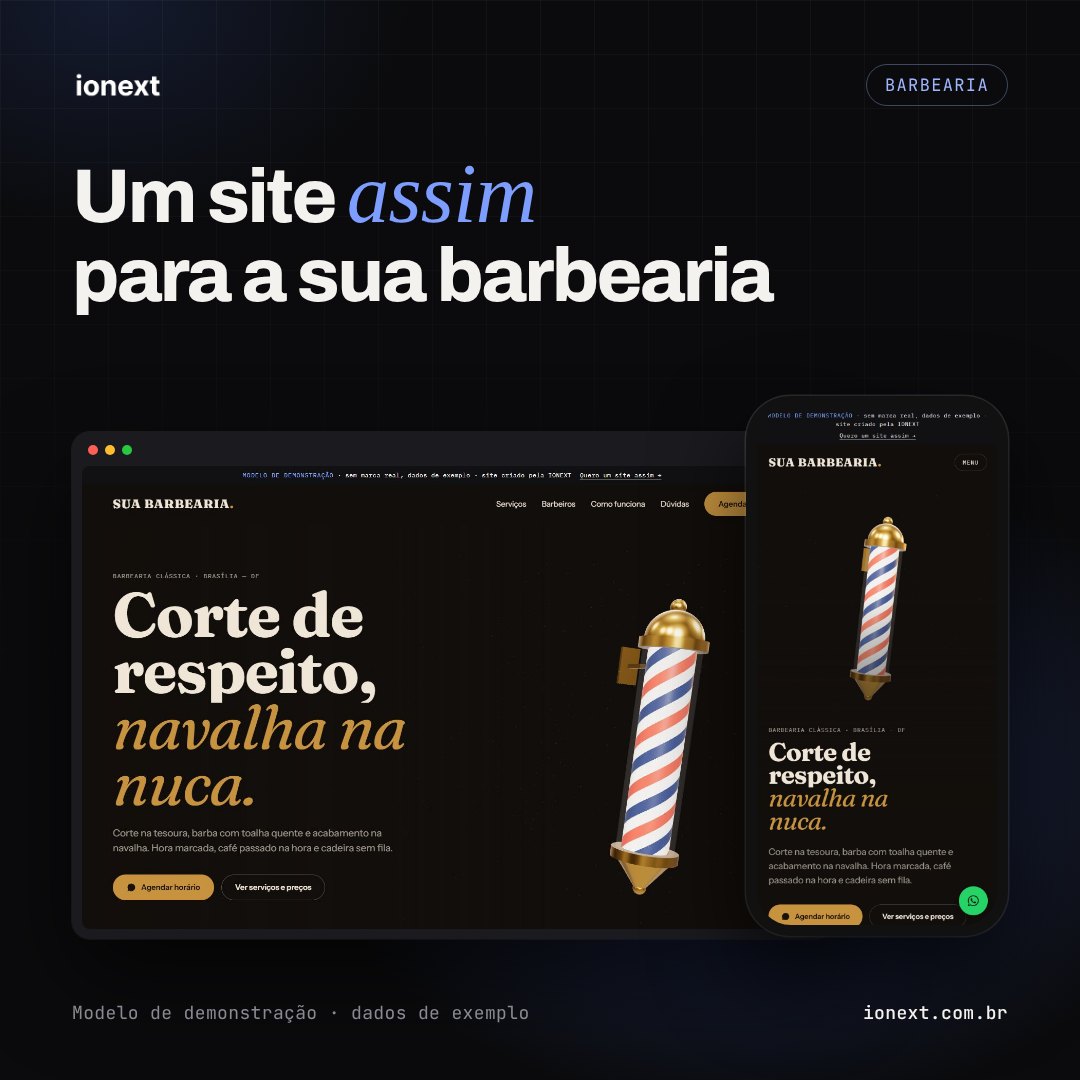 ionext
BARBEARIA
Um site assim
para a sua barbearia
MODELO DE DEMONSTRAÇÃO · sem marca real, dados de exemplo · site criado pela IONEXT Quero um site assim →
SUA BARBEARIA.
Serviços Barbeiros Como funciona Dúvidas Agenda
BARBEARIA CLÁSSICA · BRASÍLIA — DF
Corte de
respeito,
navalha na
nuca.
Corte na tesoura, barba com toalha quente e acabamento na
navalha. Hora marcada, café passado na hora e cadeira sem fila.
Agendar horário Ver serviços e preços
MODELO DE DEMONSTRAÇÃO · sem marca real, dados de exemplo ·
site criado pela IONEXT
Quero um site assim →
SUA BARBEARIA.
MENU
BARBEARIA CLÁSSICA · BRASÍLIA — DF
Corte de
respeito,
navalha na
nuca.
Corte na tesoura, barba com toalha quente e
acabamento na navalha. Hora marcada, café
passado na hora e cadeira sem fila.
Agendar horário Ver serviços e preços
Modelo de demonstração · dados de exemplo
ionext.com.br